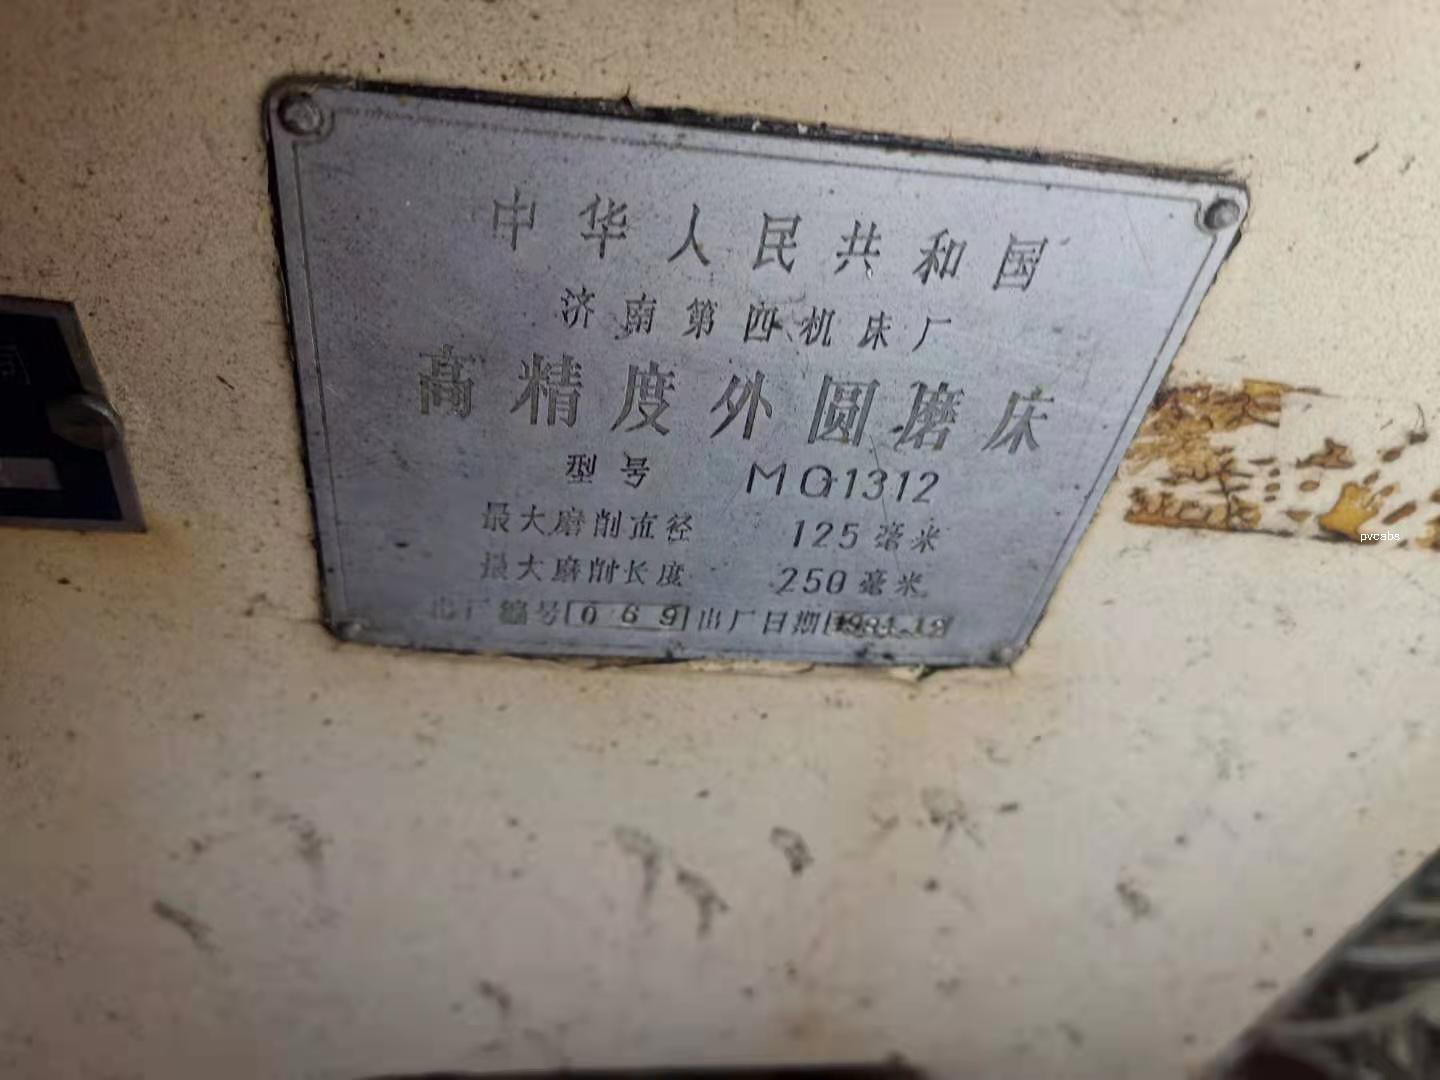 中华人民共和国
济南第四机床厂
高精度外圆磨床
型号 MG1312
最大磨削直径 125毫米
最大磨削长度 250毫米
出厂编号 069 出厂日期
司
pvcabs